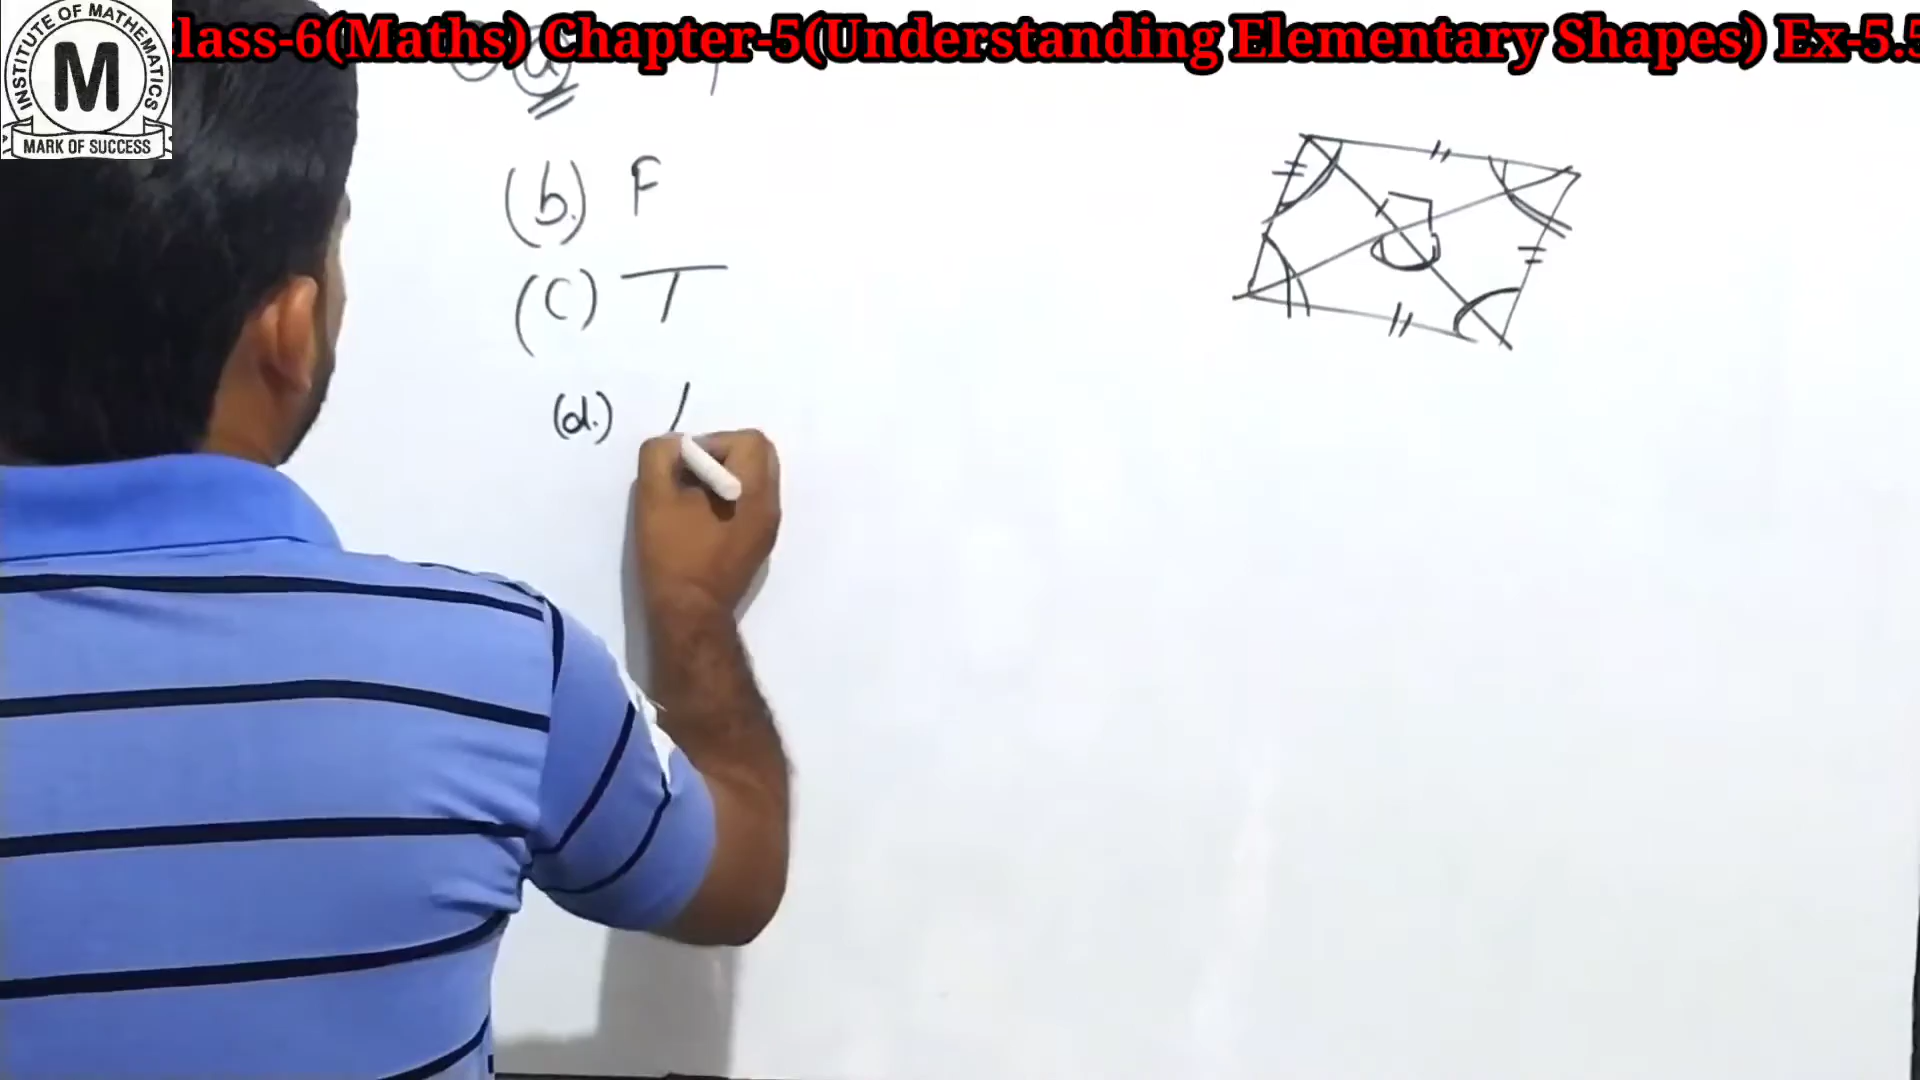 lass-6(Maths) Chapter-5(Understanding Elementary Shapes) Ex-5.5
INSTITUTE OF MATHEMATICS
M
MARK OF SUCCESS
(a)
(b.) F
(C) T
(d.)